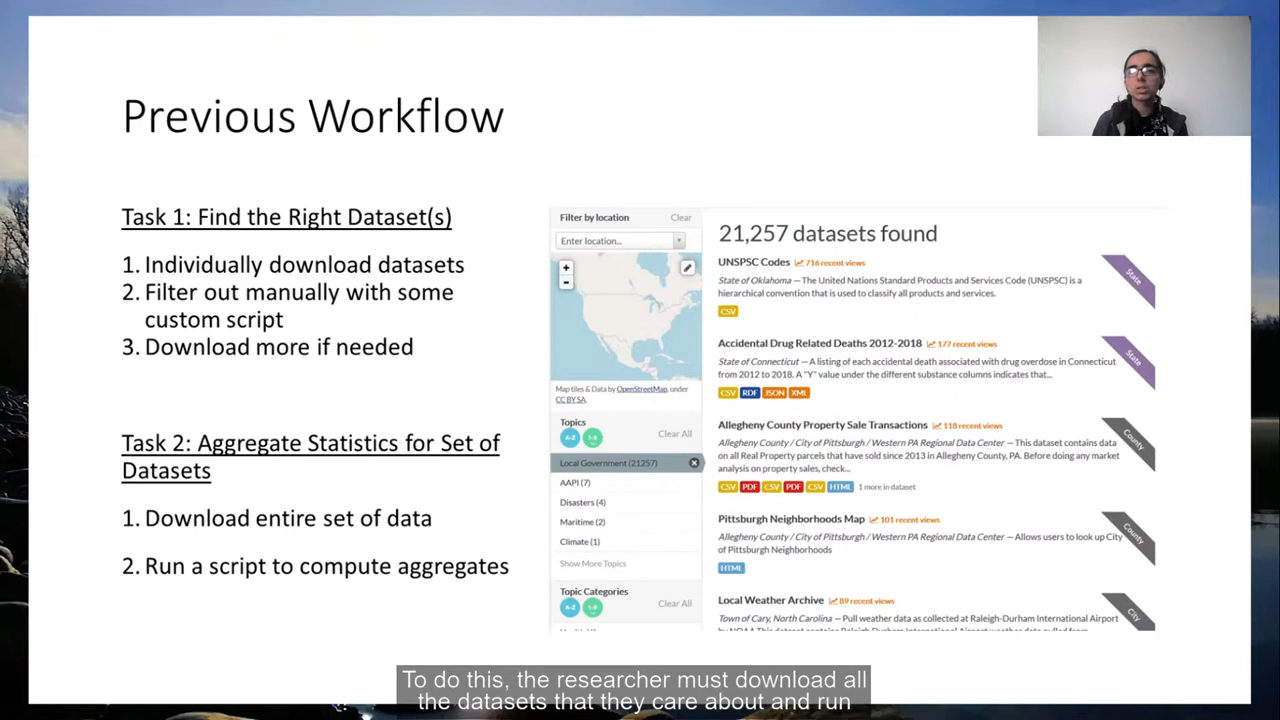 Previous Workflow
Task 1: Find the Right Dataset(s)
1. Individually download datasets
2. Filter out manually with some
custom script
3. Download more if needed
Task 2: Aggregate Statistics for Set of
Datasets
1. Download entire set of data
2. Run a script to compute aggregates
Filter by location
Clear
Enter location...
+
-
Map tiles & Data by OpenStreetMap, under
CC BY SA.
Topics
A-Z
1-9
Clear All
Local Government (21257)
AAPI (7)
Disasters (4)
Maritime (2)
Climate (1)
Show More Topics
Topic Categories
A-Z
1-9
Clear All
21,257 datasets found
UNSPSC Codes 716 recent views
State of Oklahoma — The United Nations Standard Products and Services Code (UNSPSC) is a
hierarchical convention that is used to classify all products and services.
CSV
State
Accidental Drug Related Deaths 2012-2018 177 recent views
State of Connecticut — A listing of each accidental death associated with drug overdose in Connecticut
from 2012 to 2018. A "Y" value under the different substance columns indicates that...
CSV RDF JSON XML
State
Allegheny County Property Sale Transactions 118 recent views
Allegheny County / City of Pittsburgh / Western PA Regional Data Center — This dataset contains data
on all Real Property parcels that have sold since 2013 in Allegheny County, PA. Before doing any market
analysis on property sales, check...
CSV PDF CSV PDF CSV HTML 1 more in dataset
County
Pittsburgh Neighborhoods Map 101 recent views
Allegheny County / City of Pittsburgh / Western PA Regional Data Center — Allows users to look up City
of Pittsburgh Neighborhoods
HTML
County
Local Weather Archive 89 recent views
Town of Cary, North Carolina — Pull weather data as collected at Raleigh-Durham International Airport
City
To do this, the researcher must download all
the datasets that they care about and run